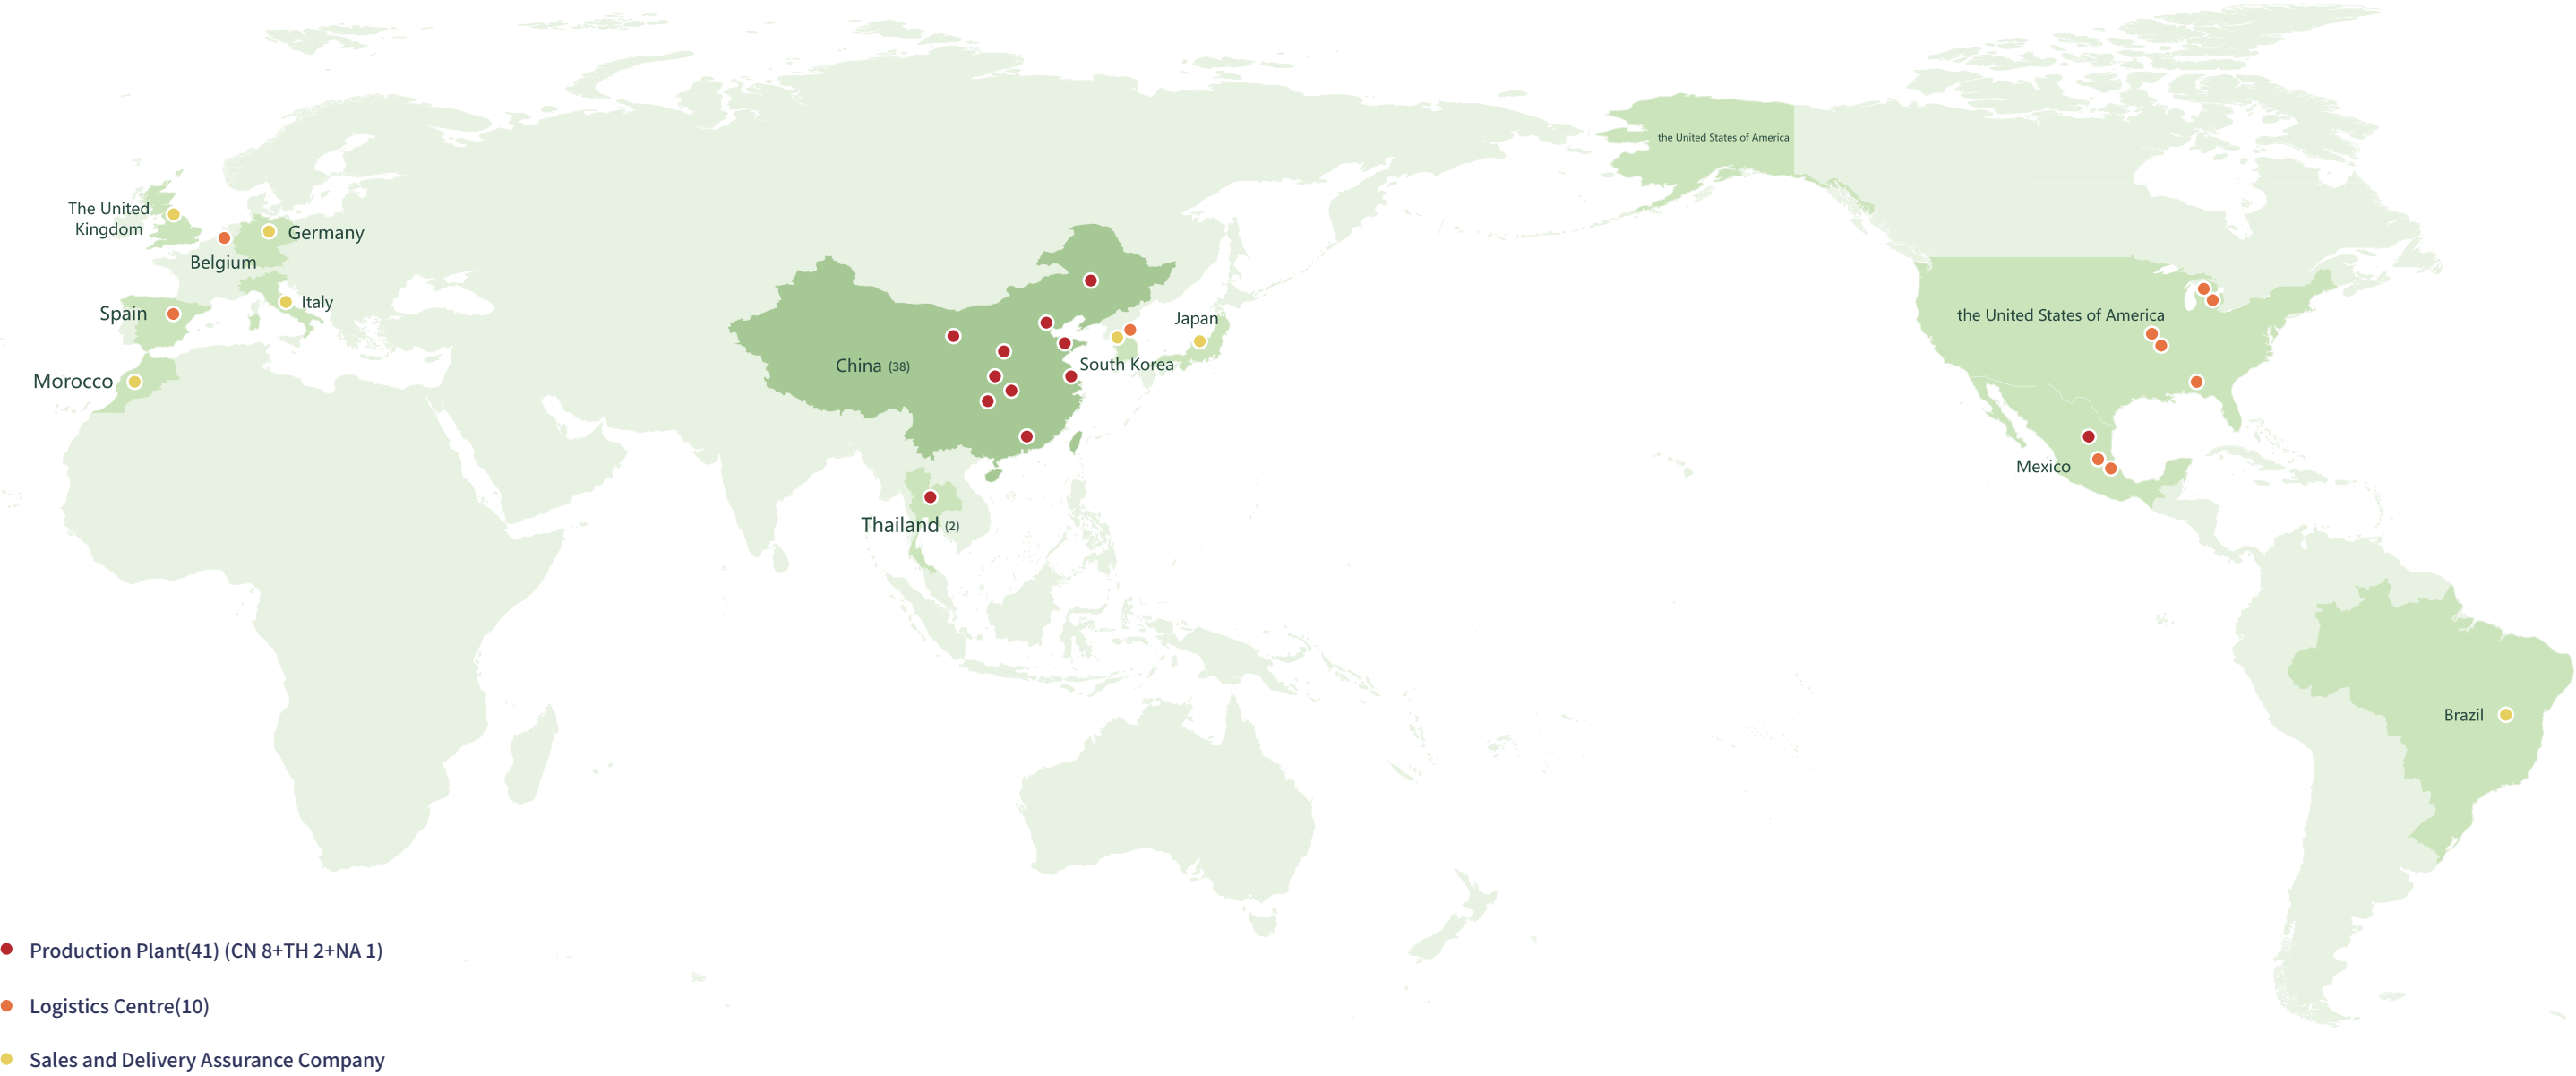 the United States of America
The United
Kingdom
Germany
Belgium
Italy
Spain
Japan
the United States of America
China (38)
South Korea
Morocco
Mexico
Thailand (2)
Brazil
Production Plant(41) (CN 8+TH 2+NA 1)
Logistics Centre(10)
Sales and Delivery Assurance Company